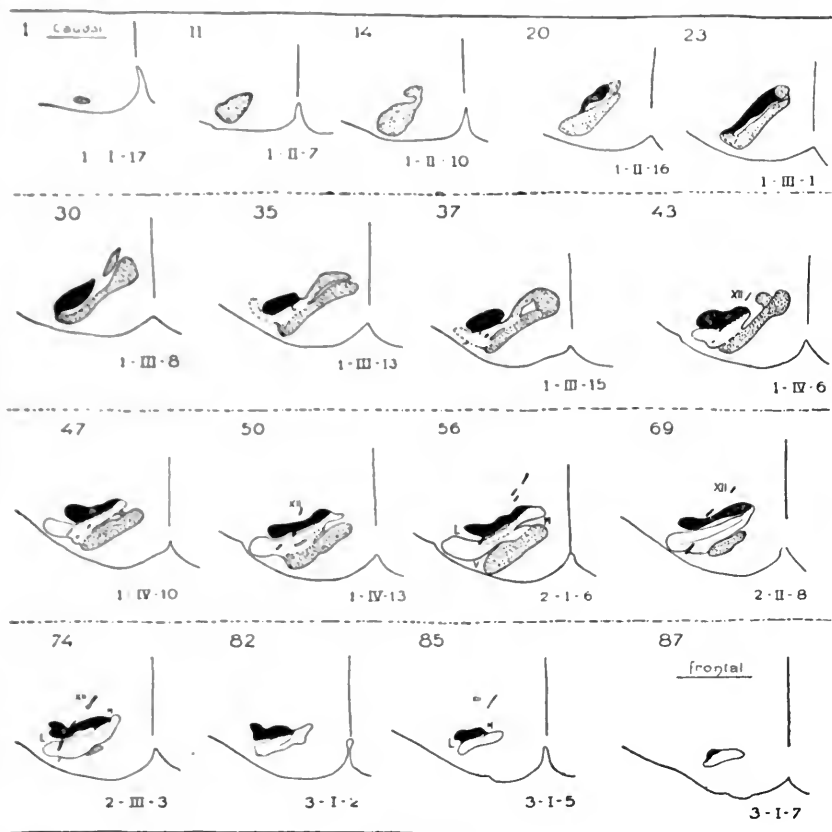 1 Caudal 11 14 20 23
1 I-17 1-II-7 1-II-10 1-II-16 1-III-1
30 35 37 43
XII
1-III-8 1-III-13 1-III-15 1-IV-6
47 50 56 69
XII XII
L M
V
1-IV-10 1-IV-13 2-I-6 2-II-8
74 82 85 87
frontal
XII
M M
L L
2-III-3 3-I-2 3-I-5 3-I-7